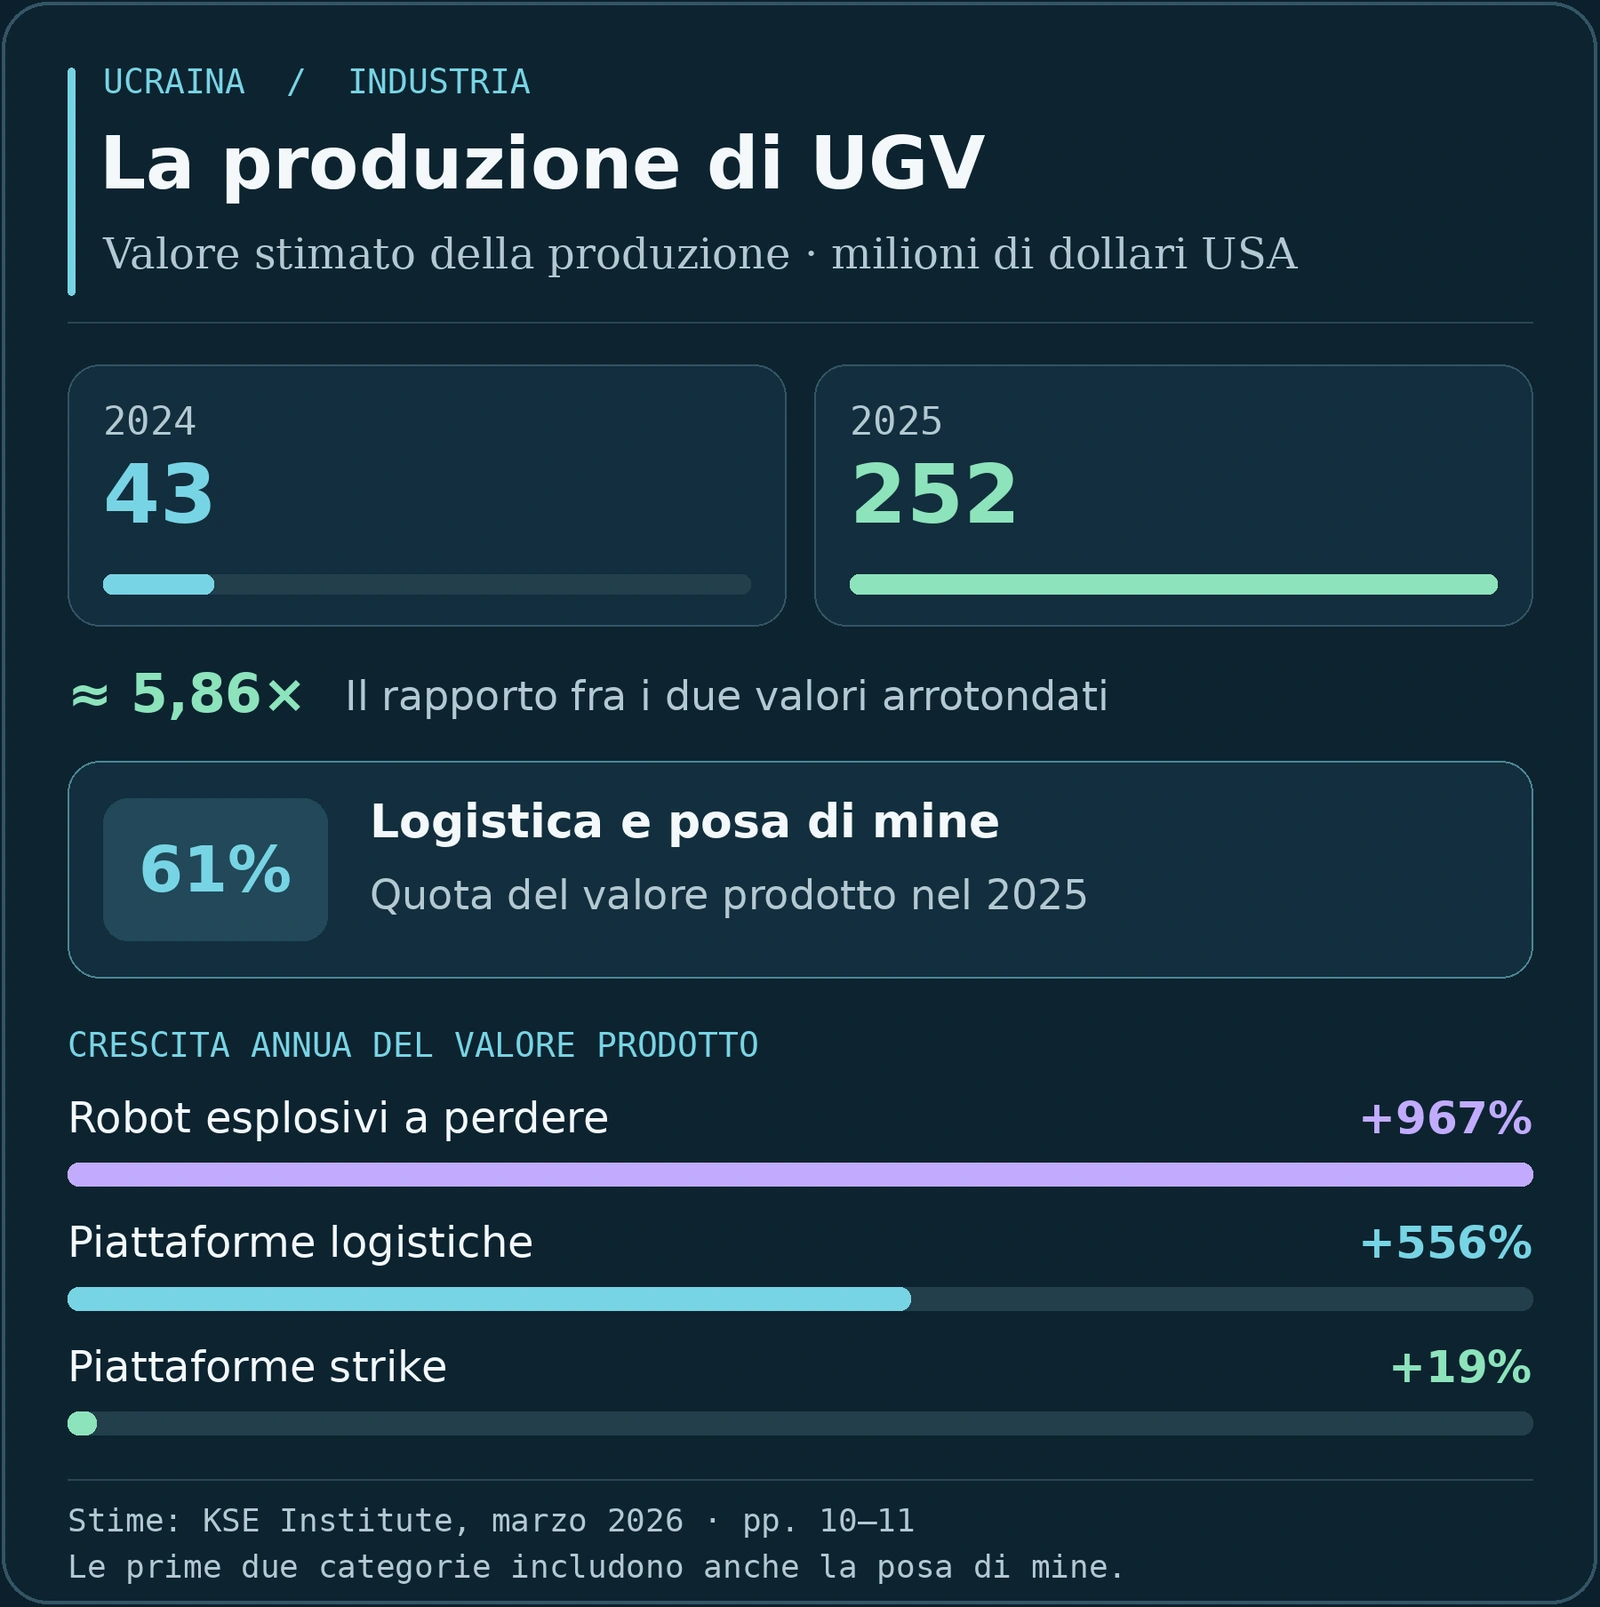 UCRAINA / INDUSTRIA
La produzione di UGV
Valore stimato della produzione · milioni di dollari USA
2024
43
2025
252
≈ 5,86× Il rapporto fra i due valori arrotondati
61%
Logistica e posa di mine
Quota del valore prodotto nel 2025
CRESCITA ANNUA DEL VALORE PRODOTTO
Robot esplosivi a perdere +967%
Piattaforme logistiche +556%
Piattaforme strike +19%
Stime: KSE Institute, marzo 2026 · pp. 10–11
Le prime due categorie includono anche la posa di mine.